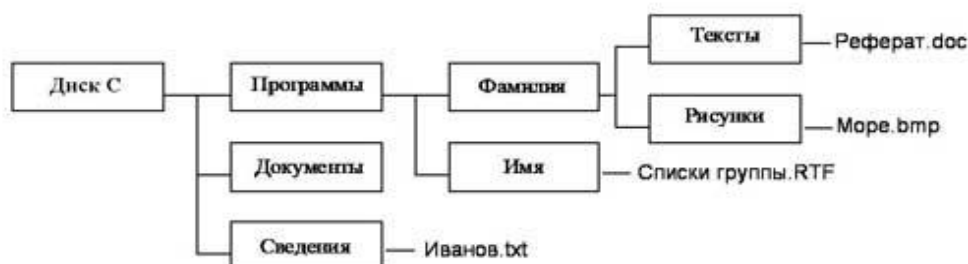 Тексты
Реферат.doc
Диск С
Программы
Фамилия
Рисунки
Море.bmp
Документы
Имя
Списки группы.RTF
Сведения
Иванов.txt